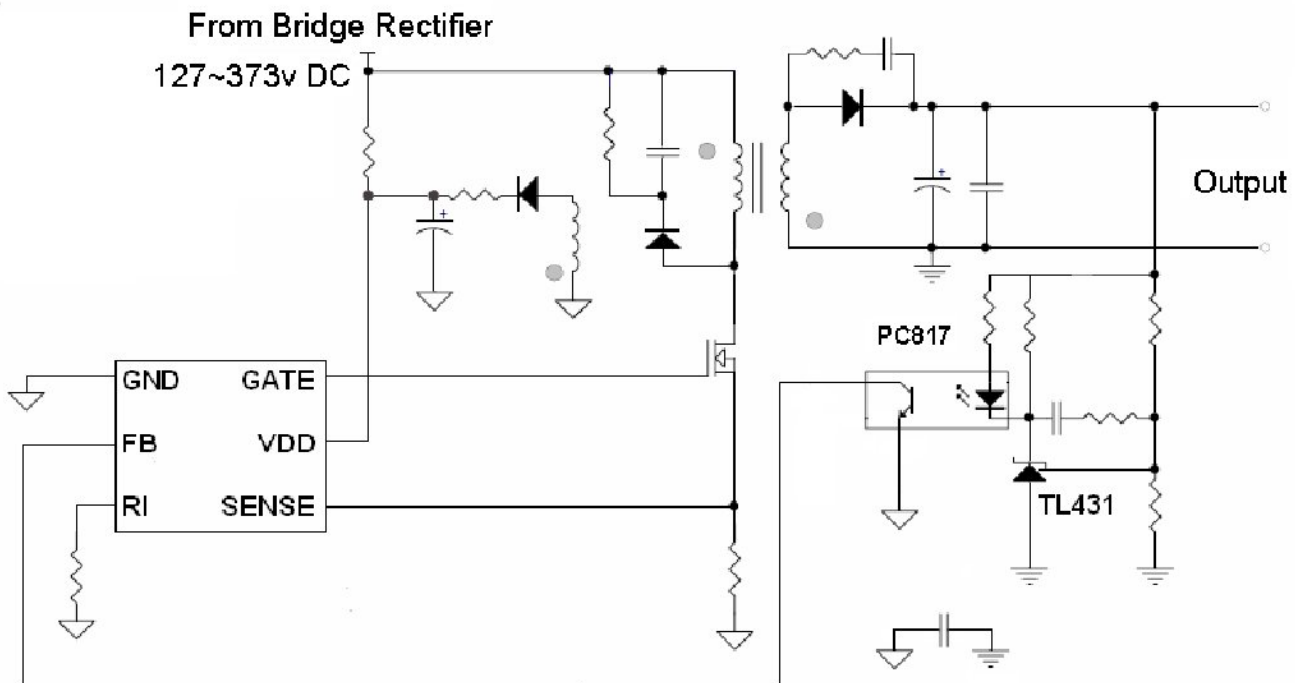 From Bridge Rectifier
127~373v DC
+
+
Output
PC817
GND GATE
FB VDD
RI SENSE
TL431